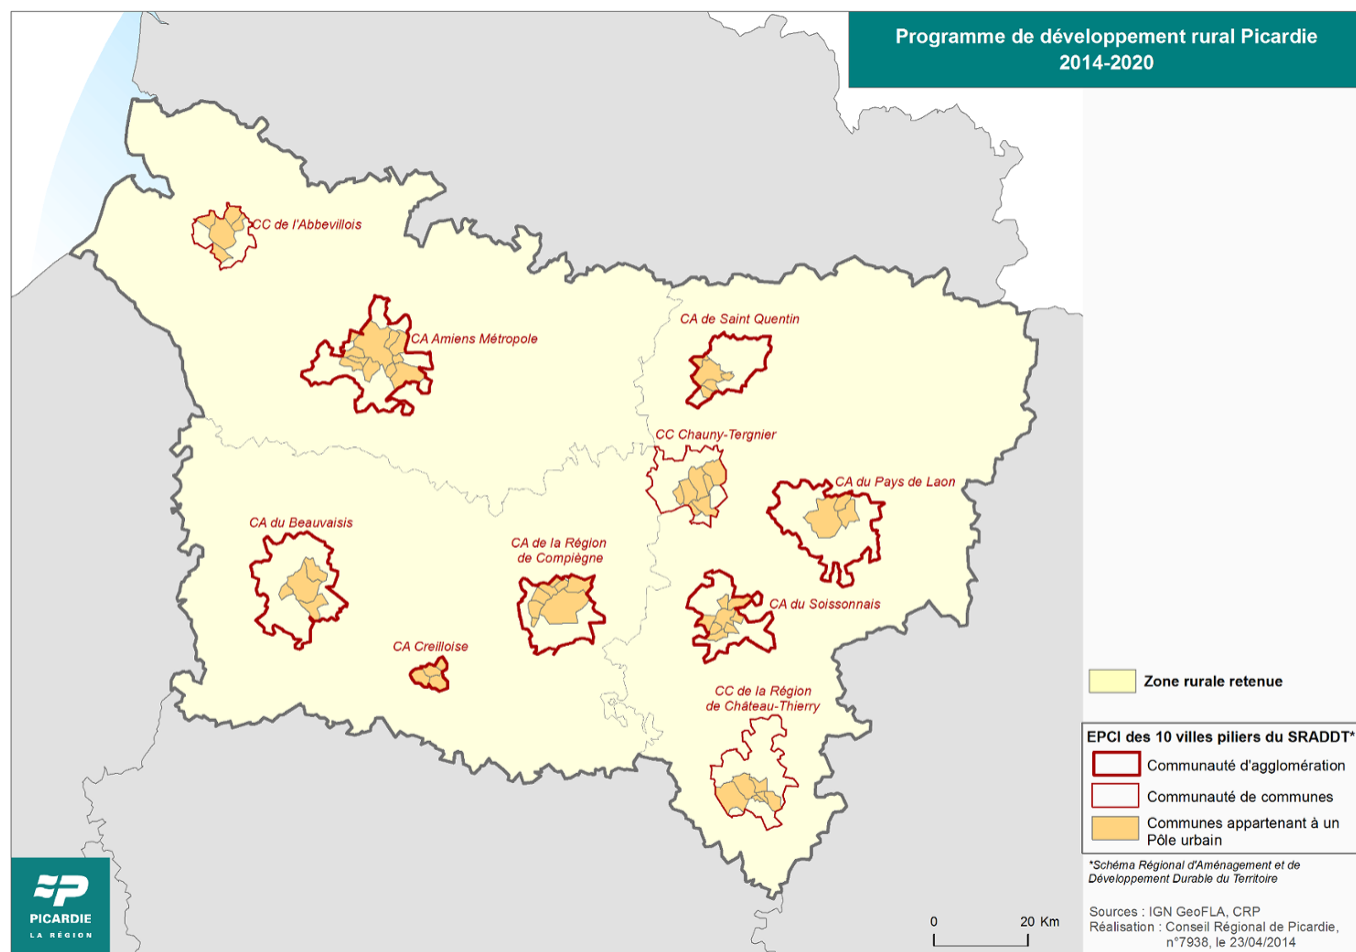 Programme de développement rural Picardie
2014-2020
CC de l'Abbevillois
CA Amiens Métropole
CA de Saint Quentin
CC Chauny-Tergnier
CA du Pays de Laon
CA du Beauvaisis
CA de la Région
de Compiègne
CA du Soissonnais
CA Creilloise
CC de la Région
de Château-Thierry
Zone rurale retenue
EPCI des 10 villes piliers du SRADDT*
Communauté d'agglomération
Communauté de communes
Communes appartenant à un
Pôle urbain
*Schéma Régional d'Aménagement et de
Développement Durable du Territoire
Sources : IGN GeoFLA, CRP
Réalisation : Conseil Régional de Picardie,
n°7938, le 23/04/2014
0 20 Km
PICARDIE
LA RÉGION